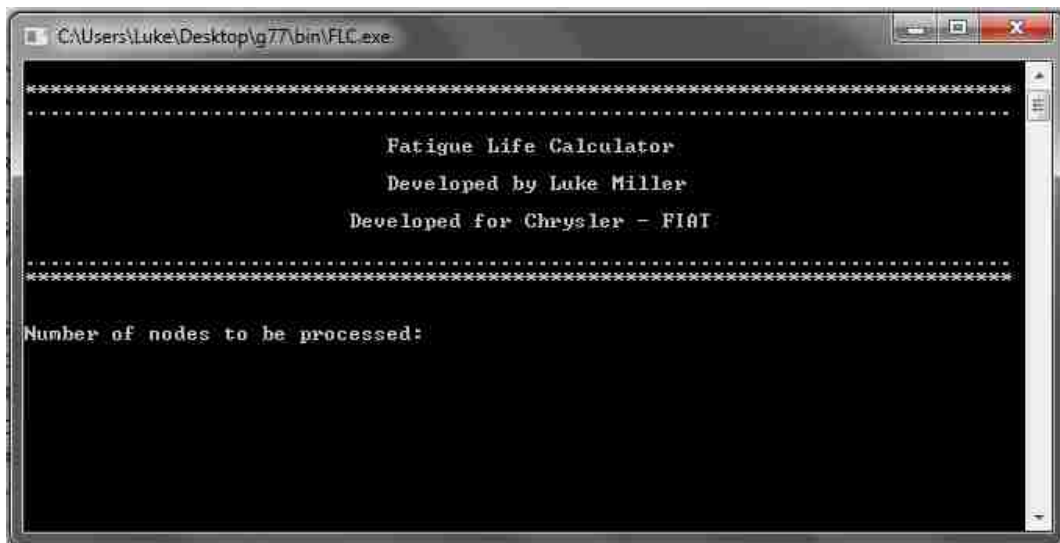 C:\Users\Luke\Desktop\g77\bin\FLC.exe
*******************************************************************************
-------------------------------------------------------------------------------
Fatigue Life Calculator
Developed by Luke Miller
Developed for Chrysler - FIAT
-------------------------------------------------------------------------------
*******************************************************************************
Number of nodes to be processed: